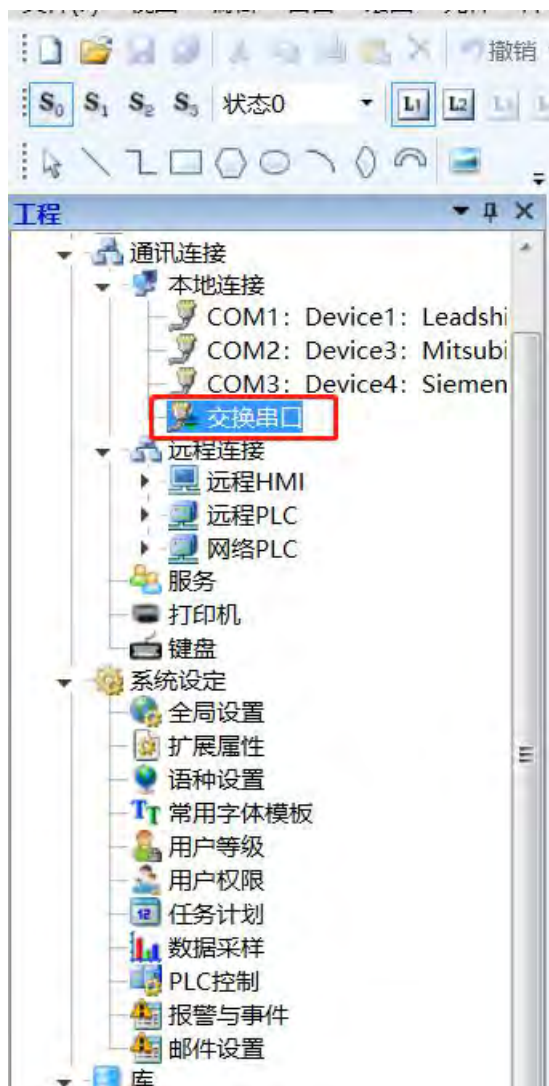 撤销
S0 S1 S2 S3 状态0 L1 L2
工程
通讯连接
本地连接
COM1: Device1: Leadshi
COM2: Device3: Mitsubi
COM3: Device4: Siemen
交换串口
远程连接
远程HMI
远程PLC
网络PLC
服务
打印机
键盘
系统设定
全局设置
扩展属性
语种设置
常用字体模板
用户等级
用户权限
任务计划
数据采样
PLC控制
报警与事件
邮件设置
库